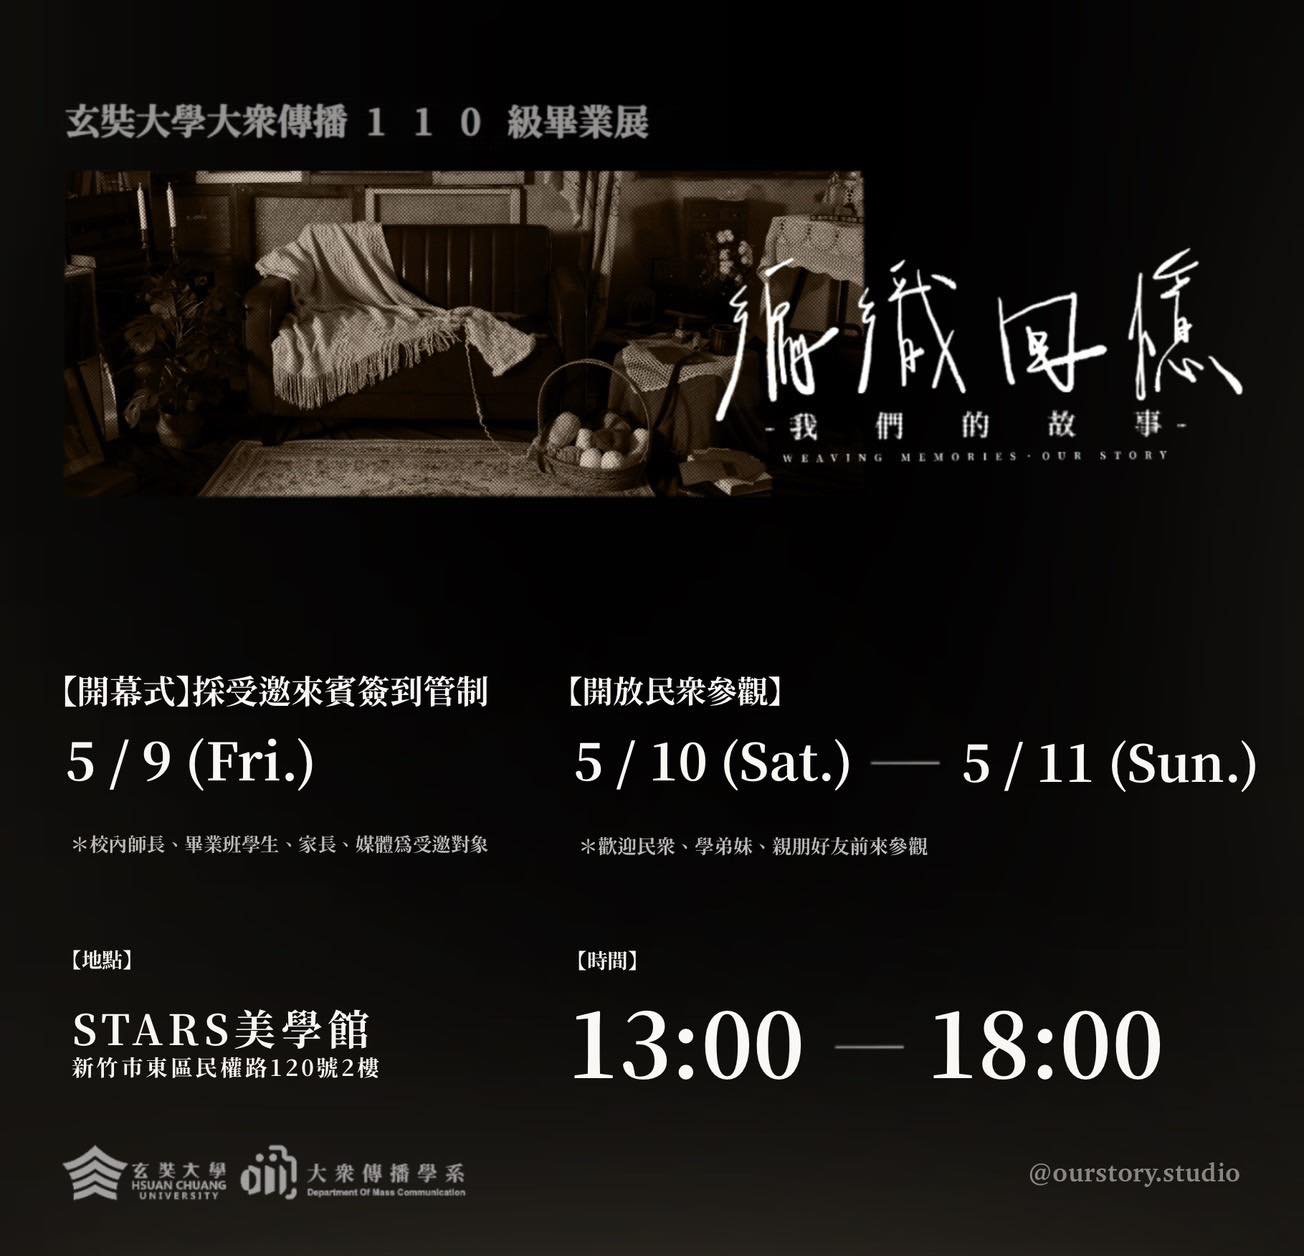 玄奘大學大眾傳播 110 級畢業展
編織回憶
-我們的故事-
WEAVING MEMORIES·OUR STORY
【開幕式】採受邀來賓簽到管制
5 / 9 (Fri.)
＊校內師長、畢業班學生、家長、媒體為受邀對象
【開放民眾參觀】
5 / 10 (Sat.) — 5 / 11 (Sun.)
＊歡迎民眾、學弟妹、親朋好友前來參觀
【地點】
STARS美學館
新竹市東區民權路120號2樓
【時間】
13:00 — 18:00
玄奘大學
HSUAN CHUANG
UNIVERSITY
大眾傳播學系
Department Of Mass Communication
@ourstory.studio